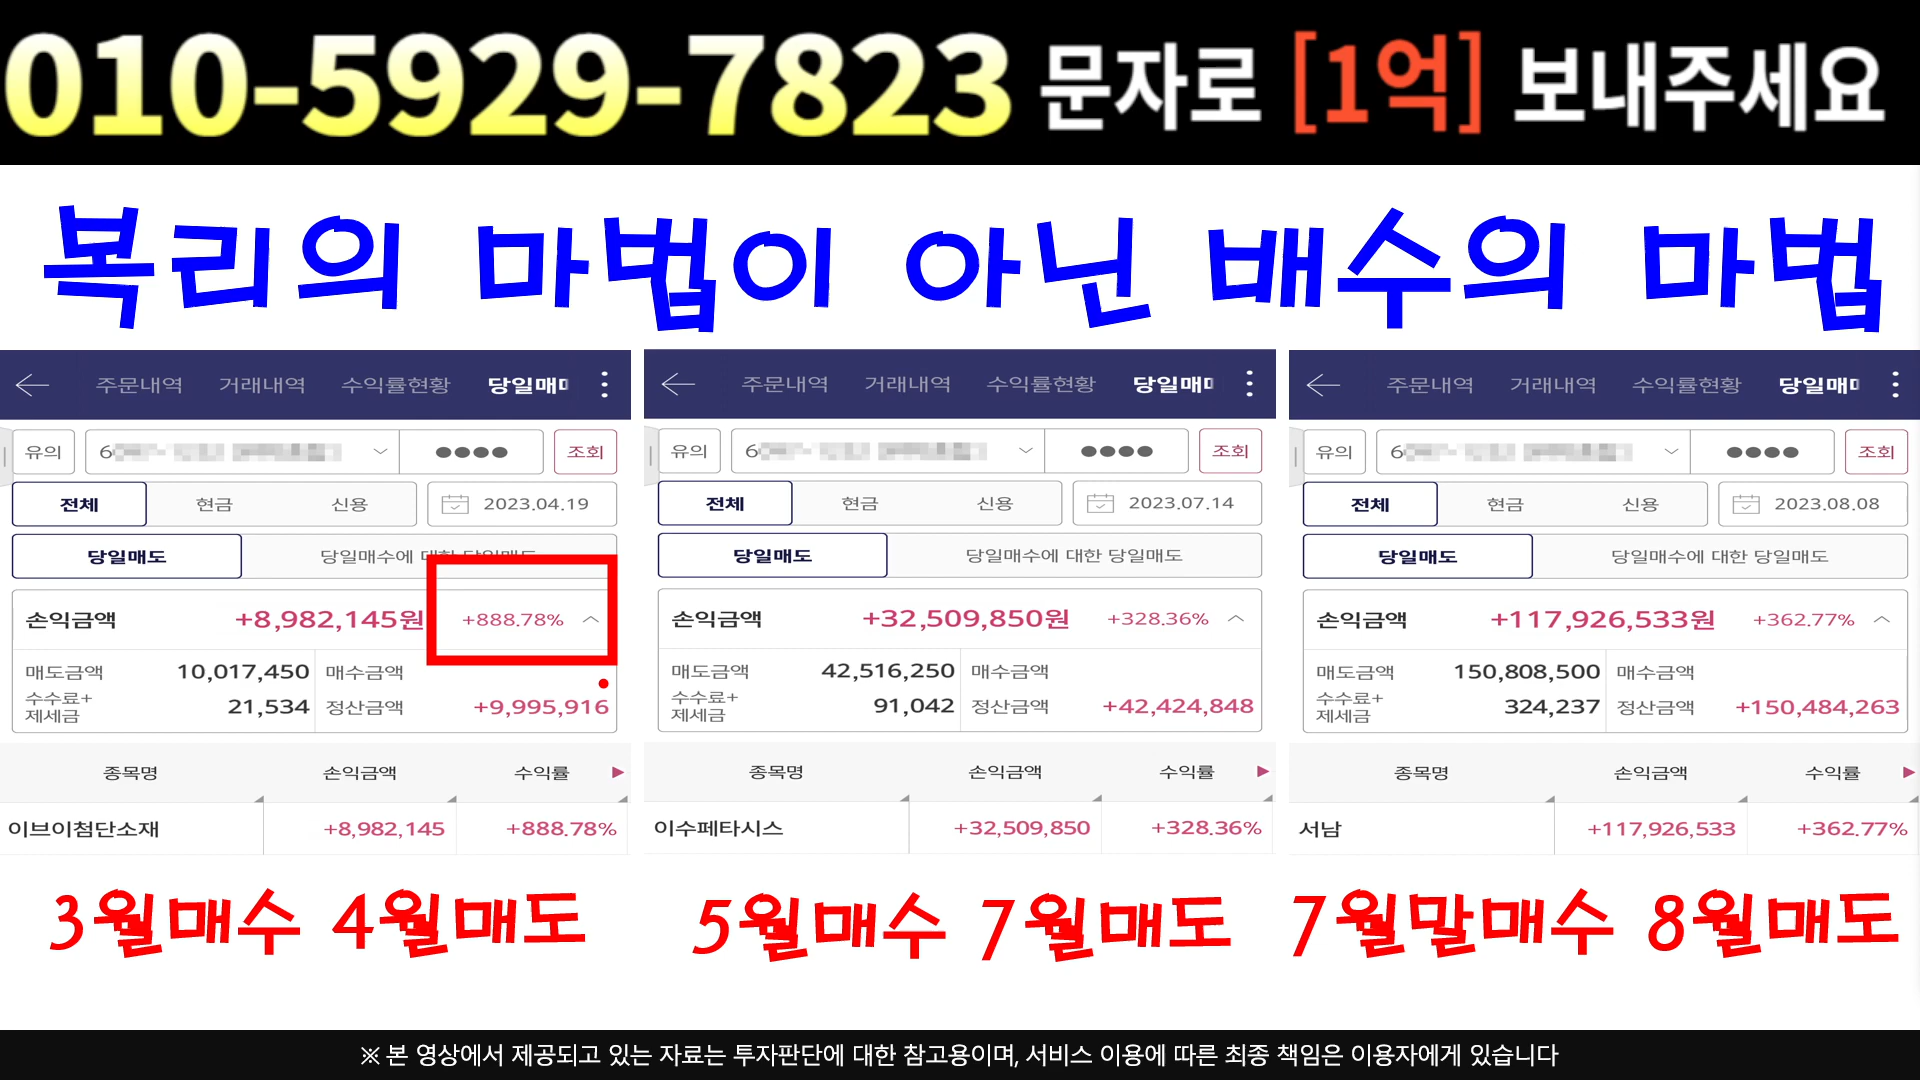 010-5929-7823 문자로 [1억] 보내주세요
복리의 마법이 아닌 배수의 마법
주문내역 거래내역 수익률현황 당일매
유의 6 ●●●● 조회
전체 현금 신용 2023.04.19
당일매도 당일매수에 대한 당일매도
손익금액 +8,982,145원 +888.78%
매도금액 10,017,450 매수금액
수수료+
제세금 21,534 정산금액 +9,995,916
종목명 손익금액 수익률
이브이첨단소재 +8,982,145 +888.78%
3월매수 4월매도
주문내역 거래내역 수익률현황 당일매
유의 6 ●●●● 조회
전체 현금 신용 2023.07.14
당일매도 당일매수에 대한 당일매도
손익금액 +32,509,850원 +328.36%
매도금액 42,516,250 매수금액
수수료+
제세금 91,042 정산금액 +42,424,848
종목명 손익금액 수익률
이수페타시스 +32,509,850 +328.36%
5월매수 7월매도
주문내역 거래내역 수익률현황 당일매
유의 6 ●●●● 조회
전체 현금 신용 2023.08.08
당일매도 당일매수에 대한 당일매도
손익금액 +117,926,533원 +362.77%
매도금액 150,808,500 매수금액
수수료+
제세금 324,237 정산금액 +150,484,263
종목명 손익금액 수익률
서남 +117,926,533 +362.77%
7월말매수 8월매도
※ 본 영상에서 제공되고 있는 자료는 투자판단에 대한 참고용이며, 서비스 이용에 따른 최종 책임은 이용자에게 있습니다